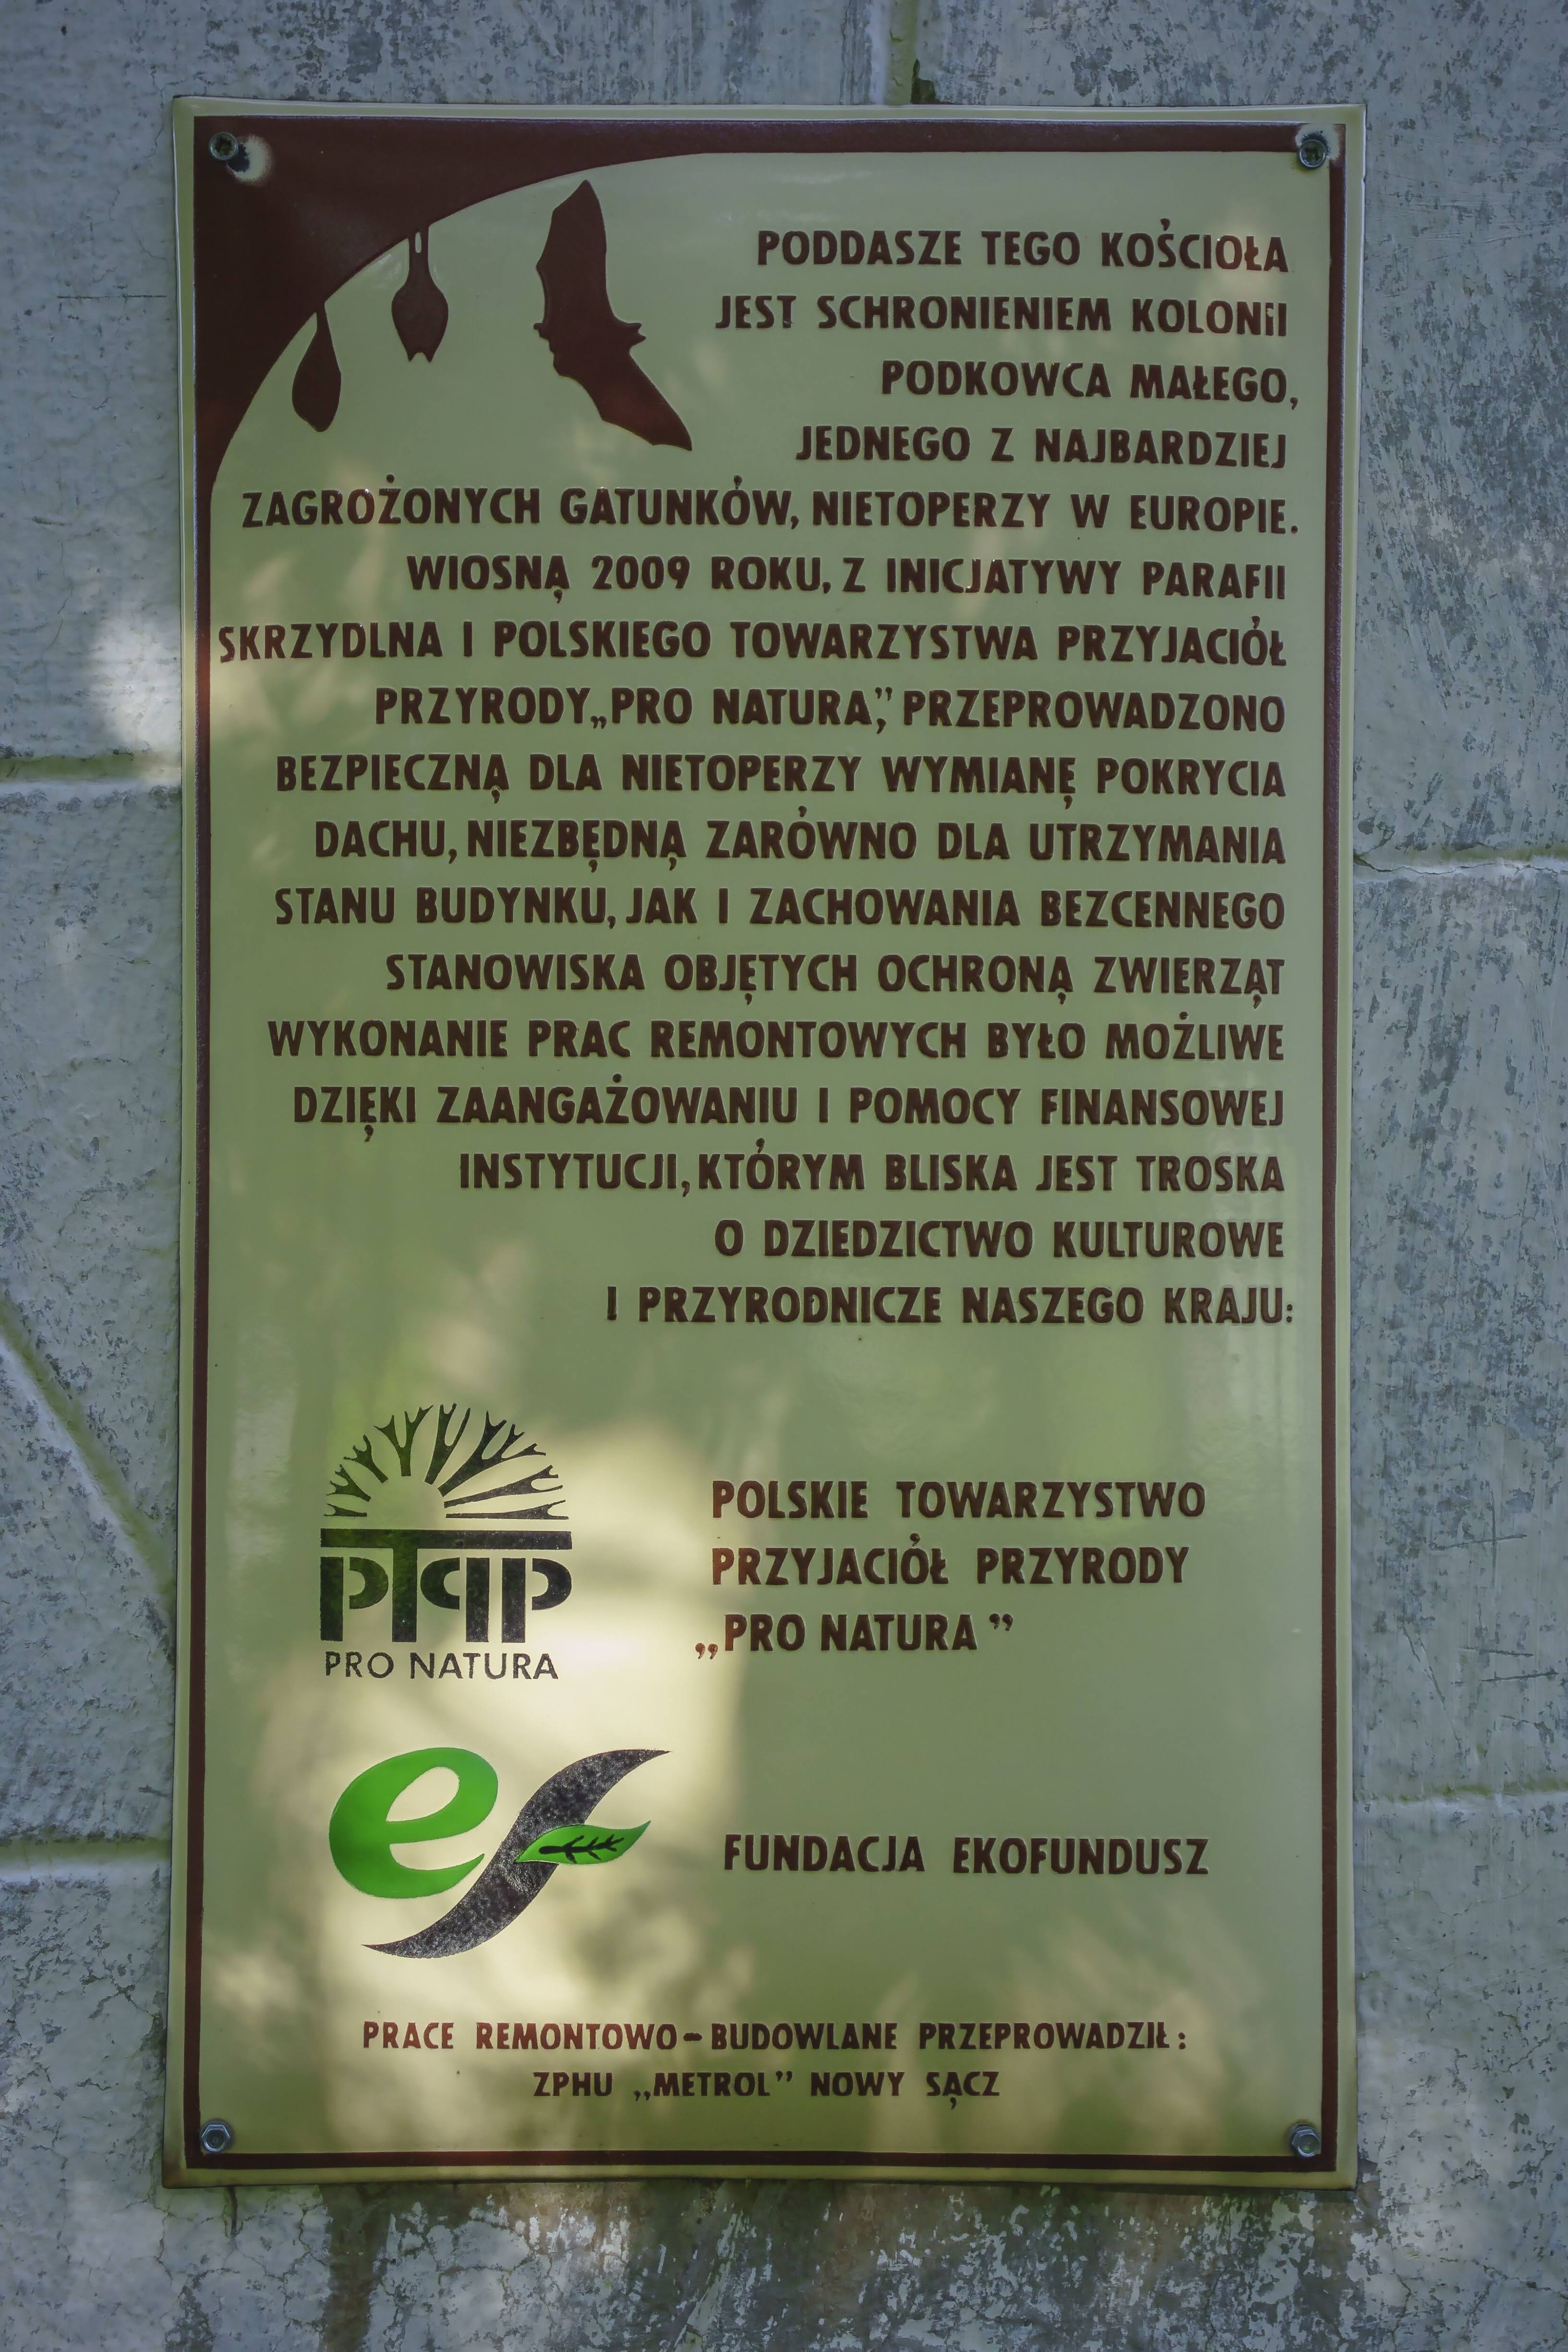 PODDASZE TEGO KOŚCIOŁA
JEST SCHRONIENIEM KOLONII
PODKOWCA MAŁEGO,
JEDNEGO Z NAJBARDZIEJ
ZAGROŻONYCH GATUNKÓW, NIETOPERZY W EUROPIE.
WIOSNĄ 2009 ROKU, Z INICJATYWY PARAFII
SKRZYDLNA I POLSKIEGO TOWARZYSTWA PRZYJACIÓŁ
PRZYRODY „PRO NATURA”, PRZEPROWADZONO
BEZPIECZNĄ DLA NIETOPERZY WYMIANĘ POKRYCIA
DACHU, NIEZBĘDNĄ ZARÓWNO DLA UTRZYMANIA
STANU BUDYNKU, JAK I ZACHOWANIA BEZCENNEGO
STANOWISKA OBJĘTYCH OCHRONĄ ZWIERZĄT
WYKONANIE PRAC REMONTOWYCH BYŁO MOŻLIWE
DZIĘKI ZAANGAŻOWANIU I POMOCY FINANSOWEJ
INSTYTUCJI, KTÓRYM BLISKA JEST TROSKA
O DZIEDZICTWO KULTUROWE
I PRZYRODNICZE NASZEGO KRAJU:
PTPP
PRO NATURA
POLSKIE TOWARZYSTWO
PRZYJACIÓŁ PRZYRODY
„PRO NATURA”
ef
FUNDACJA EKOFUNDUSZ
PRACE REMONTOWO-BUDOWLANE PRZEPROWADZIŁ:
ZPHU „METROL” NOWY SĄCZ